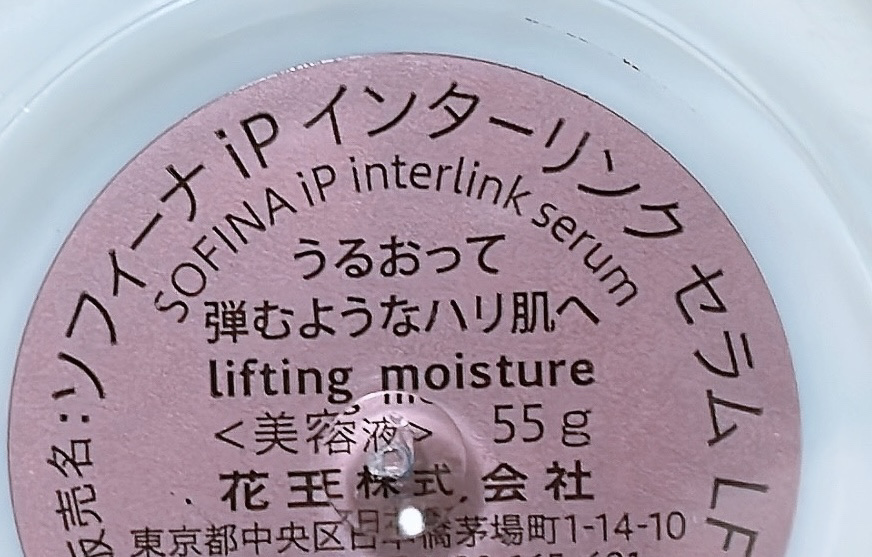 販売名:ソフィーナ iP インターリンク セラム LF
SOFINA iP interlink serum
うるおって
弾むようなハリ肌へ
lifting moisture
<美容液> 55g
花王株式会社
東京都中央区日本橋茅場町1-14-10